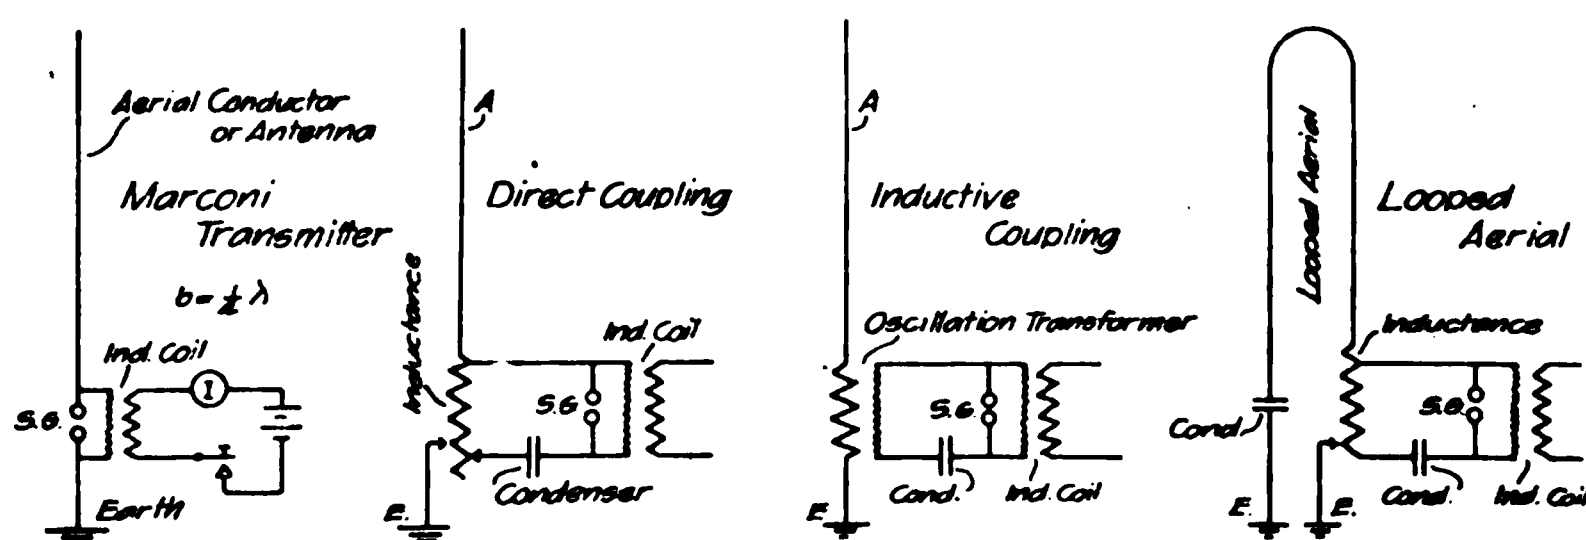 Aerial Conductor
or Antenna
Marconi
Transmitter
b = ¼ λ
Ind. Coil
I
S.G.
Earth
A
Direct Coupling
Inductance
Ind. Coil
S.G.
Condenser
E.
A
Inductive
Coupling
Oscillation Transformer
S.G.
Cond.
Ind. Coil
E
Looped Aerial
Looped
Aerial
Inductance
Cond.
S.G.
Cond.
Ind. Coil
E.
E.